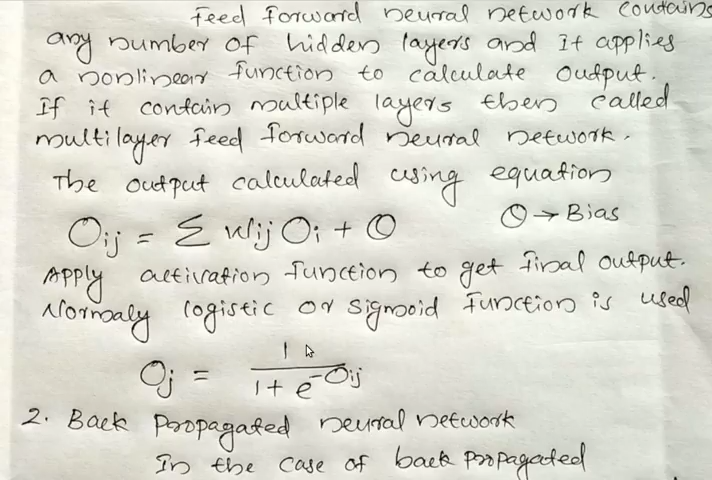 Feed forward neural network contains
any number of hidden layers and It applies
a nonlinear function to calculate output.
If it contain multiple layers then called
multilayer feed forward neural network.
The output calculated using equation
Oij = Σ Wij Oi + Θ    Θ → Bias
Apply activation function to get final output.
Normaly logistic or sigmoid function is used
Oj = 1 / 1 + e^-Oij
2. Back Propagated neural network
In the case of back propagated